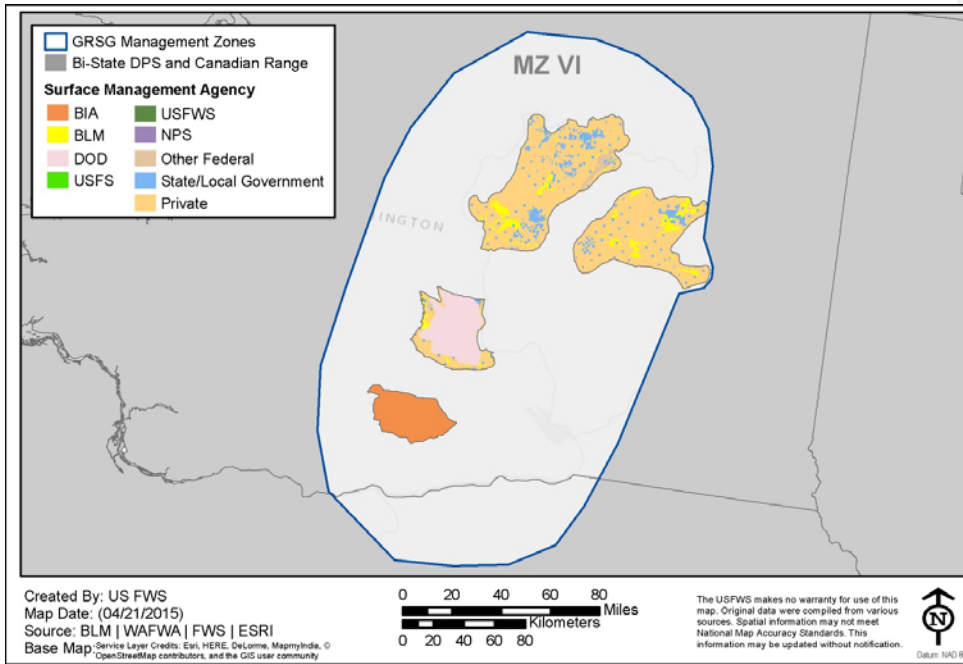 GRSG Management Zones
Bi-State DPS and Canadian Range
Surface Management Agency
BIA
USFWS
BLM
NPS
DOD
Other Federal
USFS
State/Local Government
Private
MZ VI
INGTON
Created By: US FWS
Map Date: (04/21/2015)
Source: BLM | WAFWA | FWS | ESRI
Base Map: Service Layer Credits: Esri, HERE, DeLorme, MapmyIndia, ©
OpenStreetMap contributors, and the GIS user community
0 20 40 60 80
Miles
Kilometers
0 20 40 60 80
The USFWS makes no warranty for use of this
map. Original data were compiled from various
sources. Spatial information may not meet
National Map Accuracy Standards. This
information may be updated without notification.
N
Datum: NAD 8